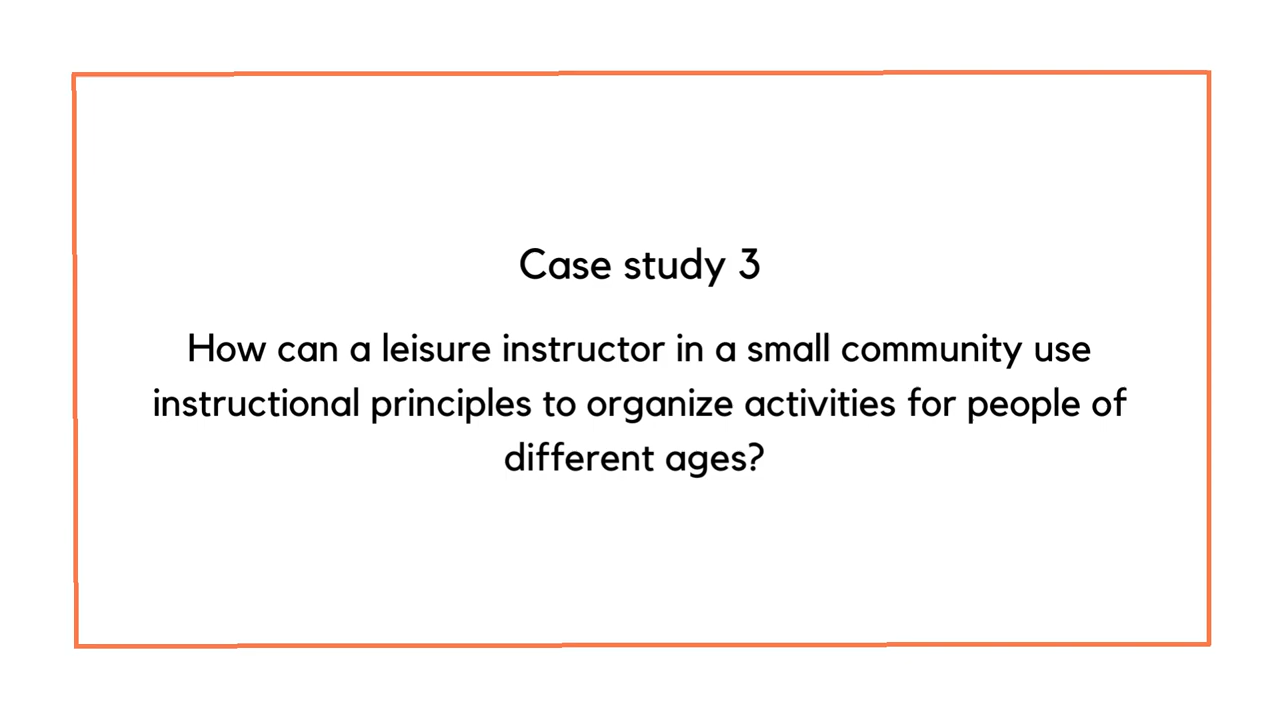 Case study 3
How can a leisure instructor in a small community use
instructional principles to organize activities for people of
different ages?